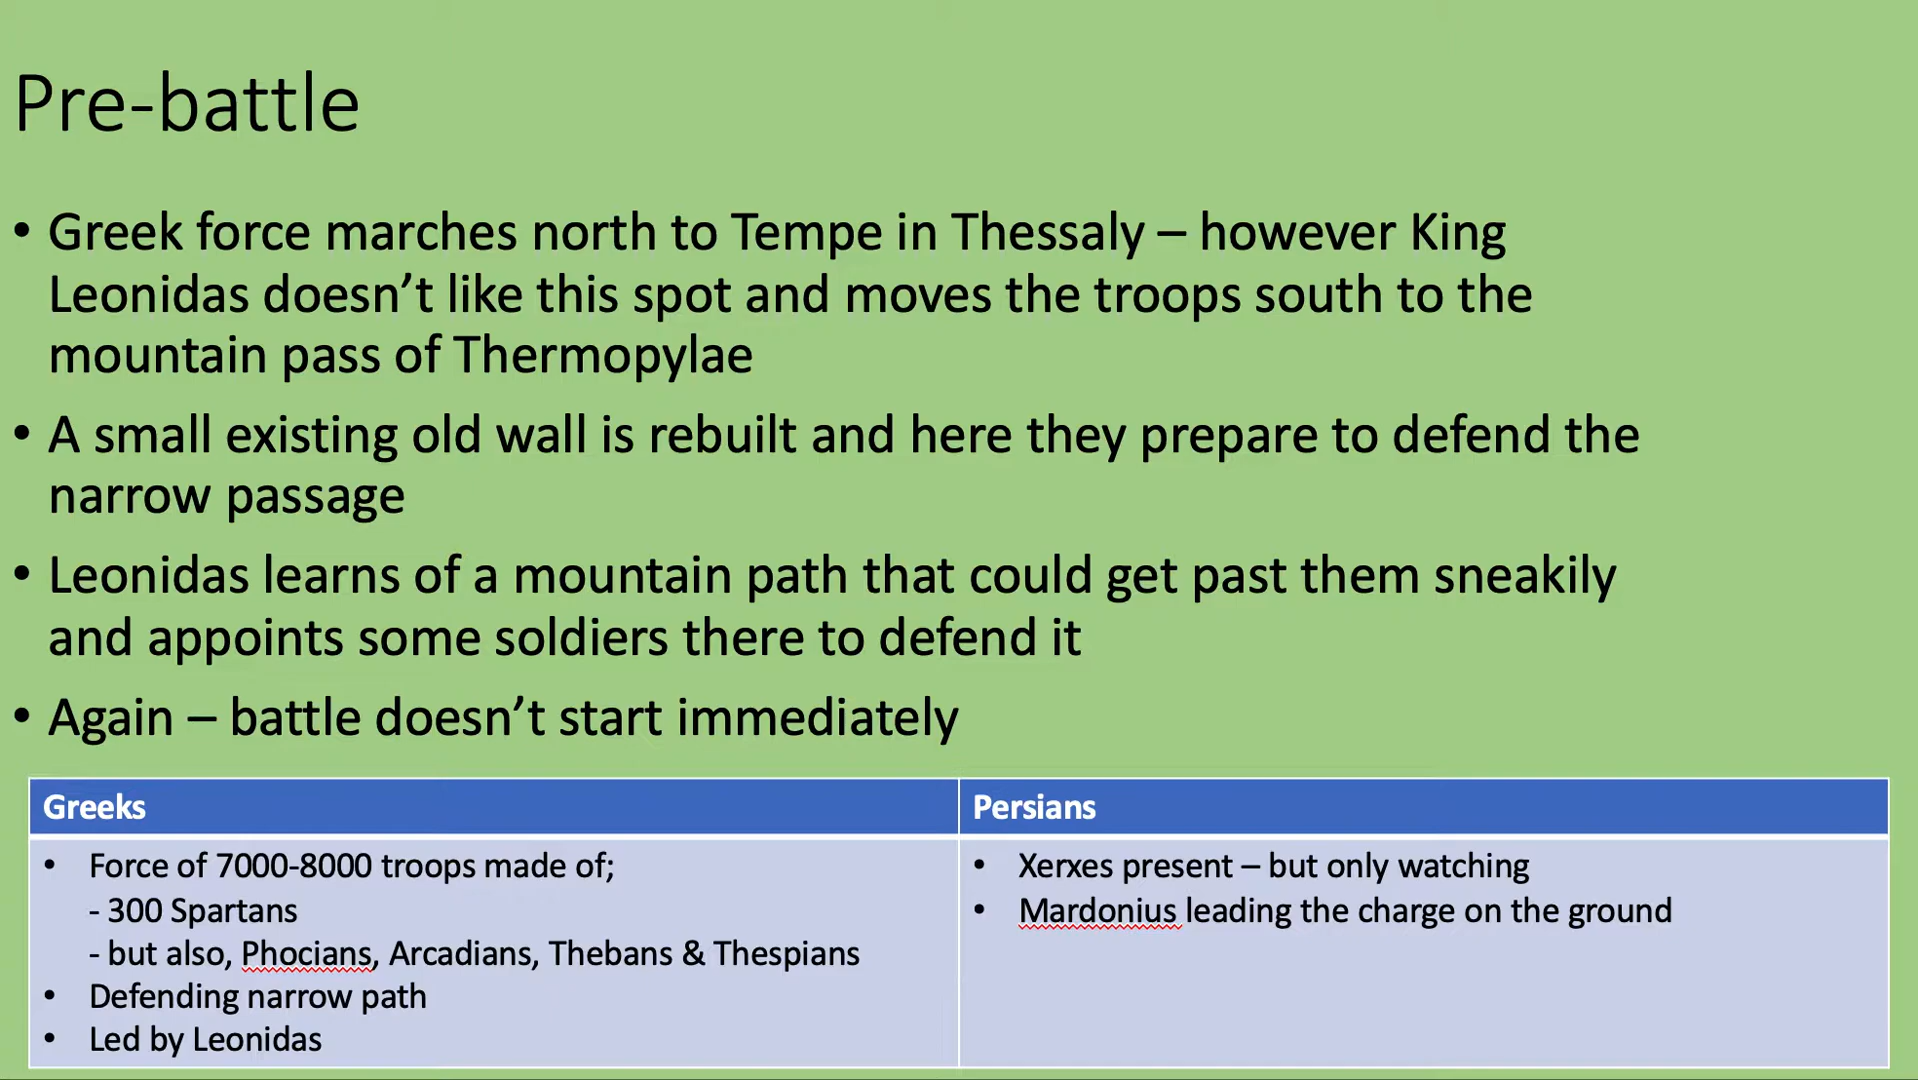 Pre-battle
• Greek force marches north to Tempe in Thessaly – however King
Leonidas doesn’t like this spot and moves the troops south to the
mountain pass of Thermopylae
• A small existing old wall is rebuilt and here they prepare to defend the
narrow passage
• Leonidas learns of a mountain path that could get past them sneakily
and appoints some soldiers there to defend it
• Again – battle doesn’t start immediately
Greeks
• Force of 7000-8000 troops made of;
- 300 Spartans
- but also, Phocians, Arcadians, Thebans & Thespians
• Defending narrow path
• Led by Leonidas
Persians
• Xerxes present – but only watching
• Mardonius leading the charge on the ground